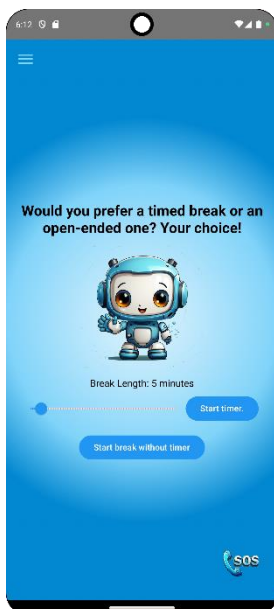 6:12
Would you prefer a timed break or an
open-ended one? Your choice!
Break Length: 5 minutes
Start timer.
Start break without timer
SOS